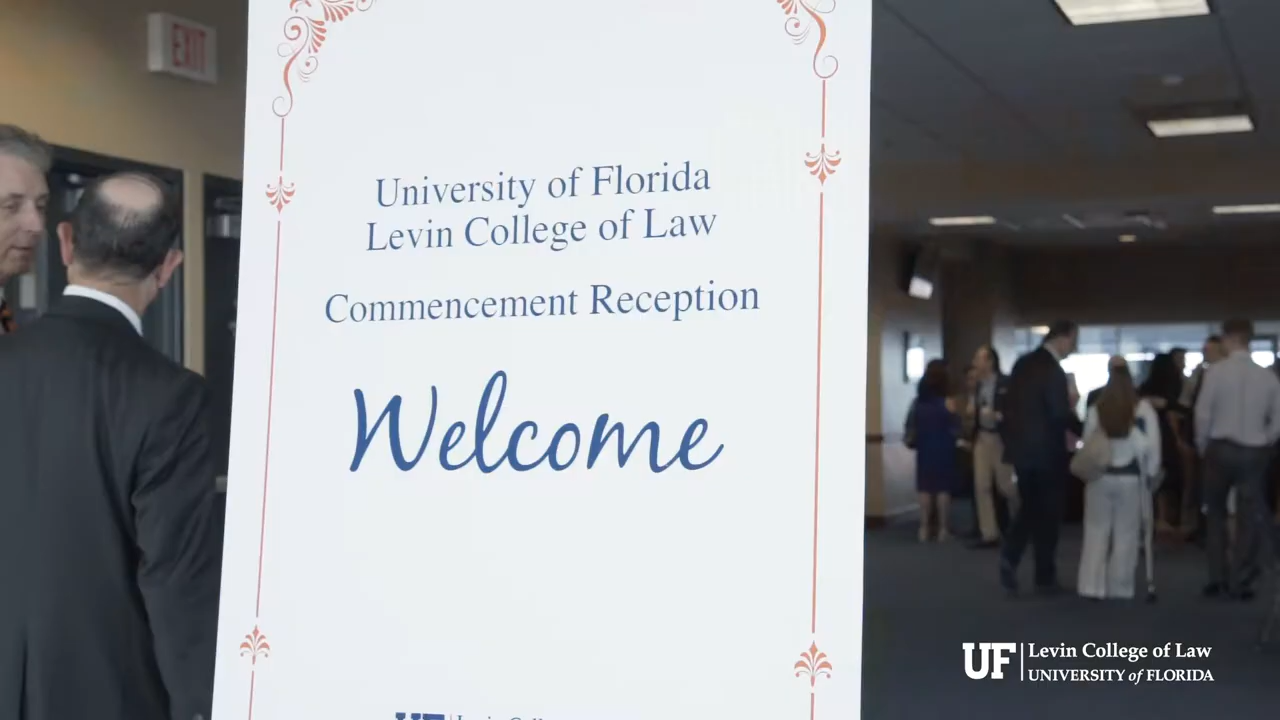 EXIT
University of Florida
Levin College of Law
Commencement Reception
Welcome
UF Levin College of Law
UNIVERSITY of FLORIDA
UF